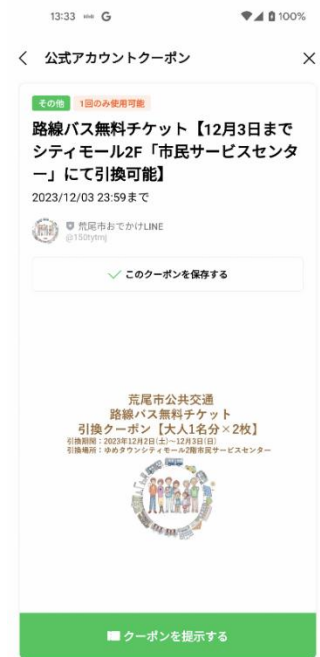 13:33
G
100%
公式アカウントクーポン
その他 1回のみ使用可能
路線バス無料チケット【12月3日まで
シティモール2F「市民サービスセンタ
ー」にて引換可能】
2023/12/03 23:59まで
荒尾市おでかけLINE
@150tytmj
このクーポンを保存する
荒尾市公共交通
路線バス無料チケット
引換クーポン【大人1名分×2枚】
引換期間：2023年12月2日(土)~12月3日(日)
引換場所：ゆめタウンシティモール2階市民サービスセンター
クーポンを提示する